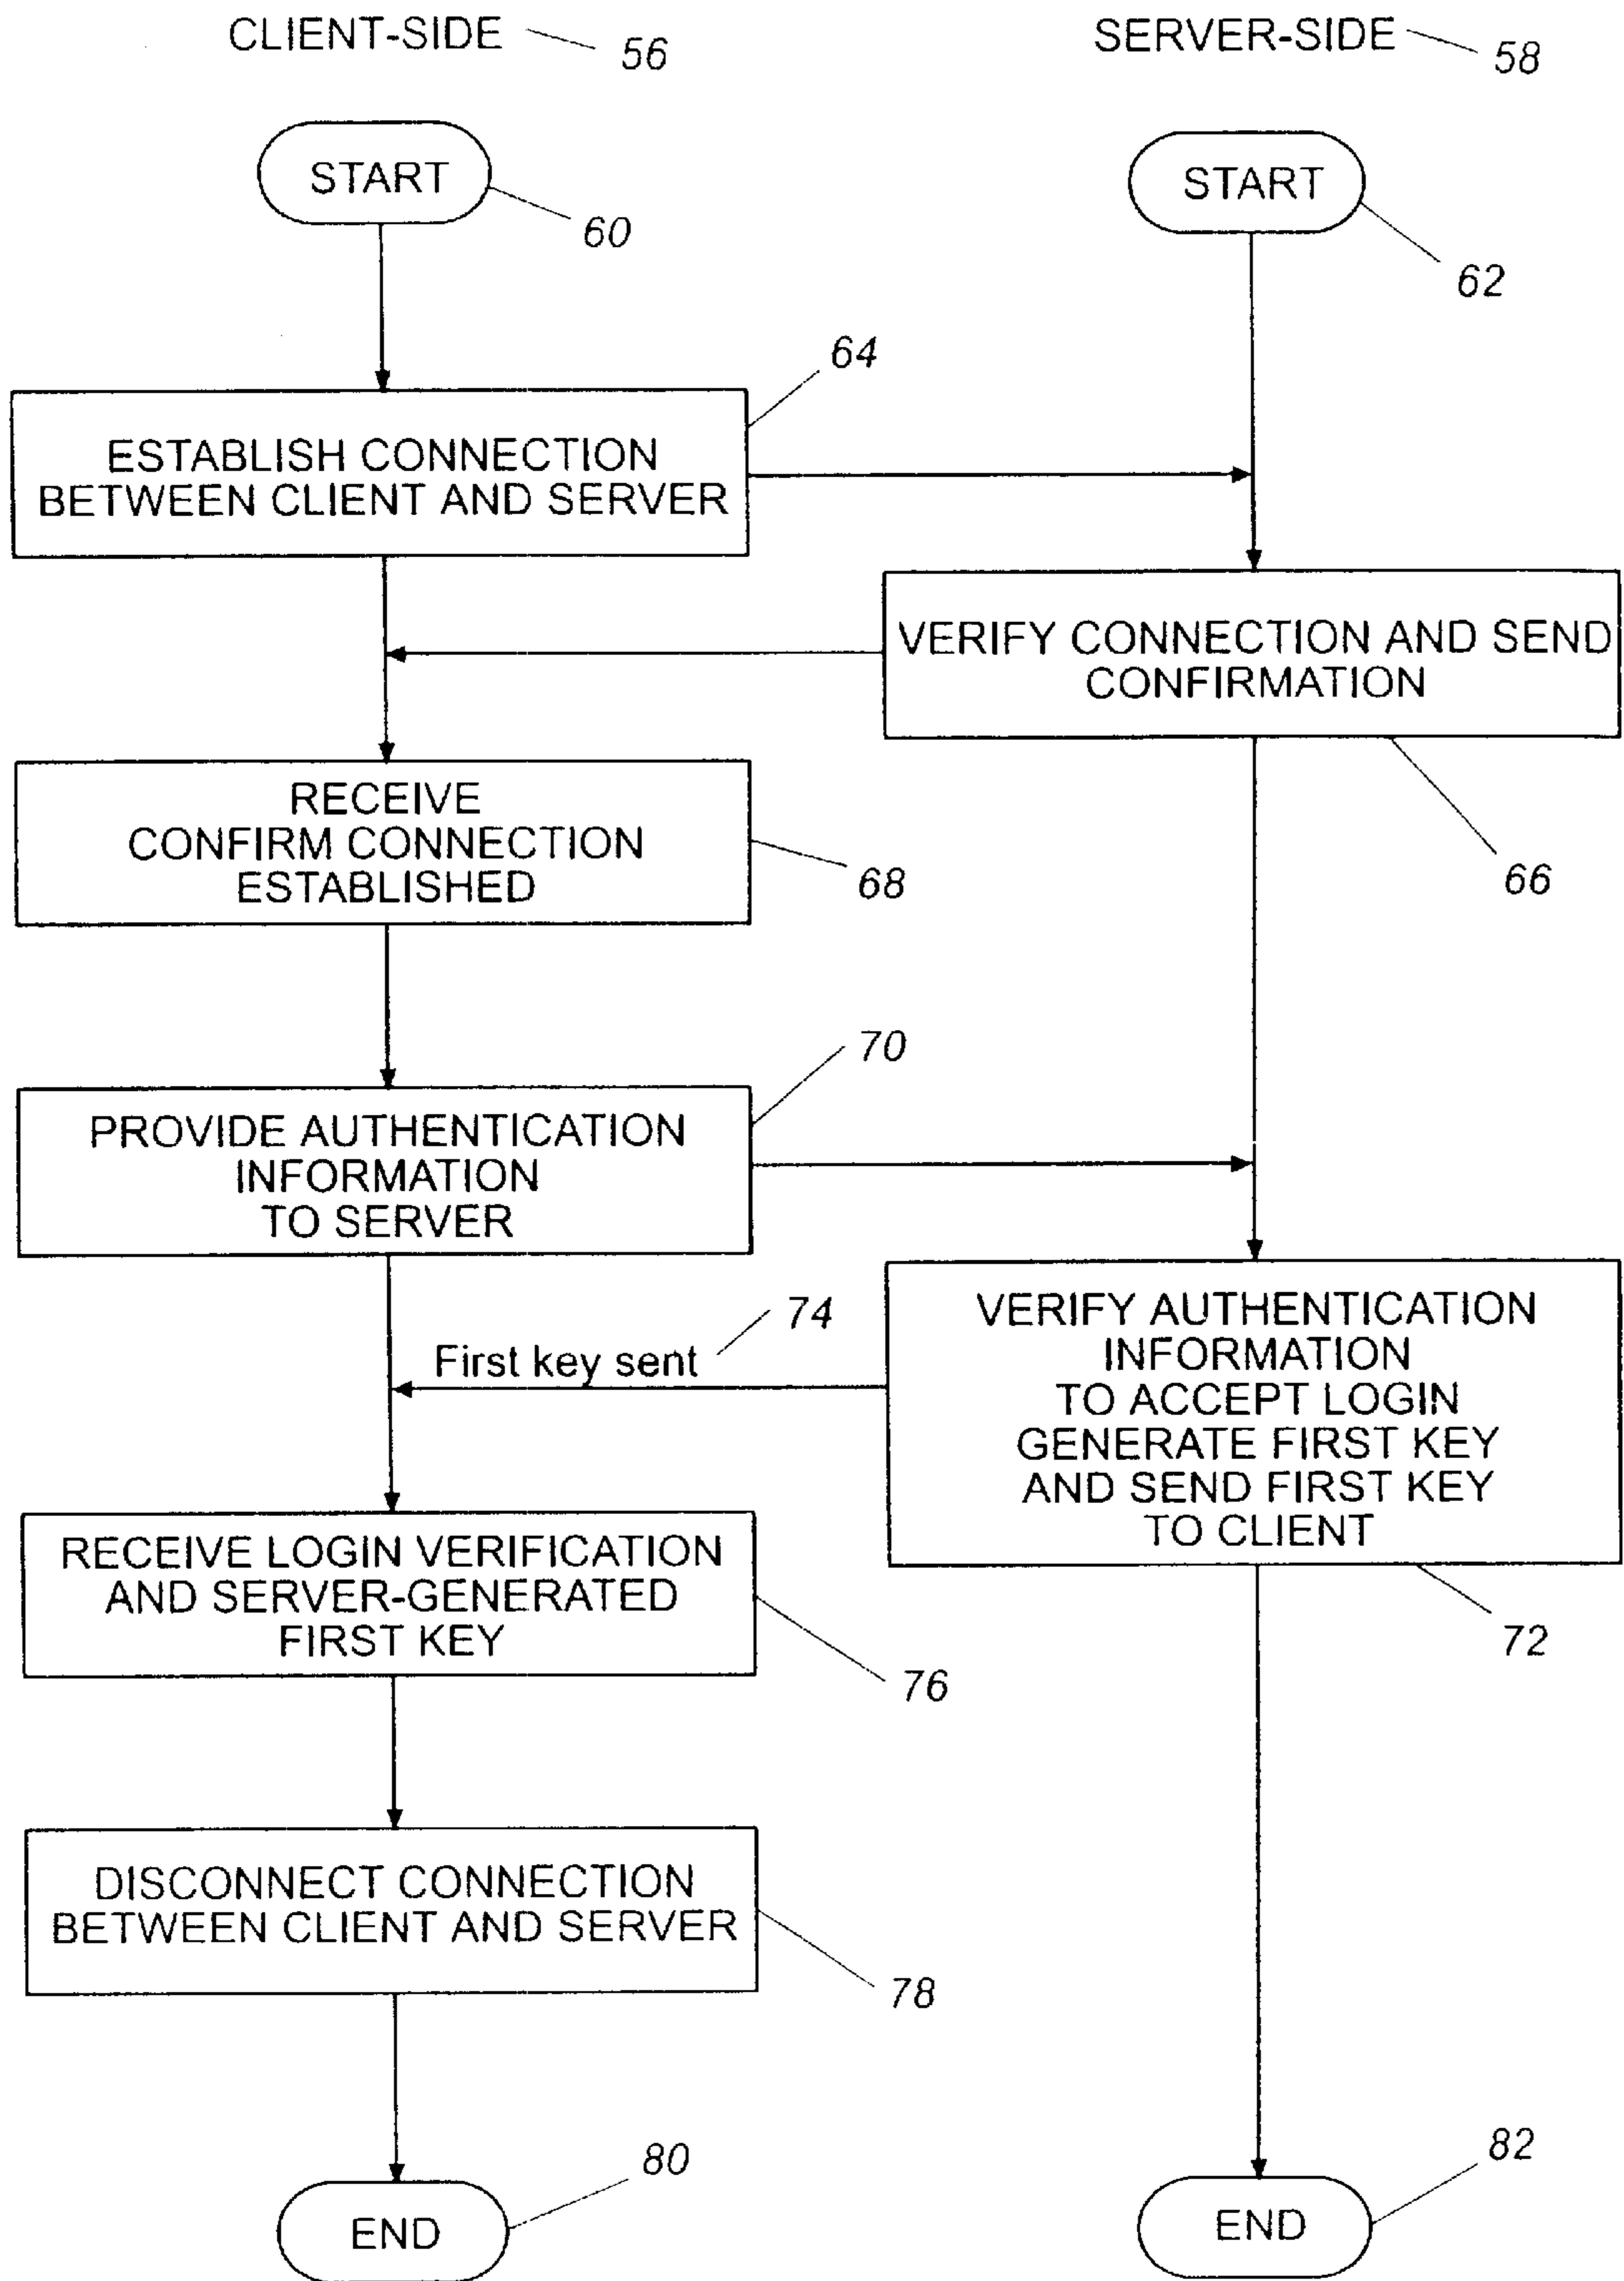 CLIENT-SIDE 56
SERVER-SIDE 58
START
60
START
62
64
ESTABLISH CONNECTION
BETWEEN CLIENT AND SERVER
VERIFY CONNECTION AND SEND
CONFIRMATION
66
RECEIVE
CONFIRM CONNECTION
ESTABLISHED
68
70
PROVIDE AUTHENTICATION
INFORMATION
TO SERVER
74
First key sent
VERIFY AUTHENTICATION
INFORMATION
TO ACCEPT LOGIN
GENERATE FIRST KEY
AND SEND FIRST KEY
TO CLIENT
72
RECEIVE LOGIN VERIFICATION
AND SERVER-GENERATED
FIRST KEY
76
DISCONNECT CONNECTION
BETWEEN CLIENT AND SERVER
78
80
END
82
END